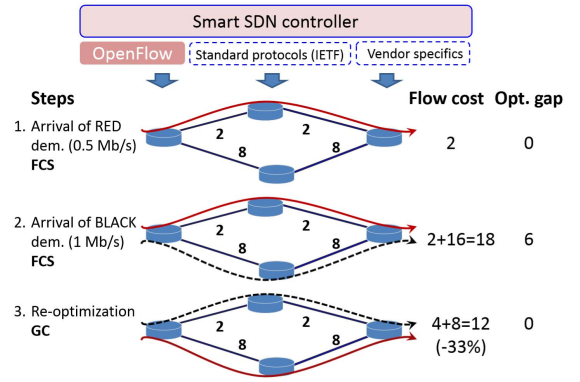 Smart SDN controller
OpenFlow Standard protocols (IETF) Vendor specifics
Steps Flow cost Opt. gap
1. Arrival of RED
dem. (0.5 Mb/s)
FCS
2 2
8 8
2 0
2. Arrival of BLACK
dem. (1 Mb/s)
FCS
2 2
8 8
2+16=18 6
3. Re-optimization
GC
2 2
8 8
4+8=12 0
(-33%)